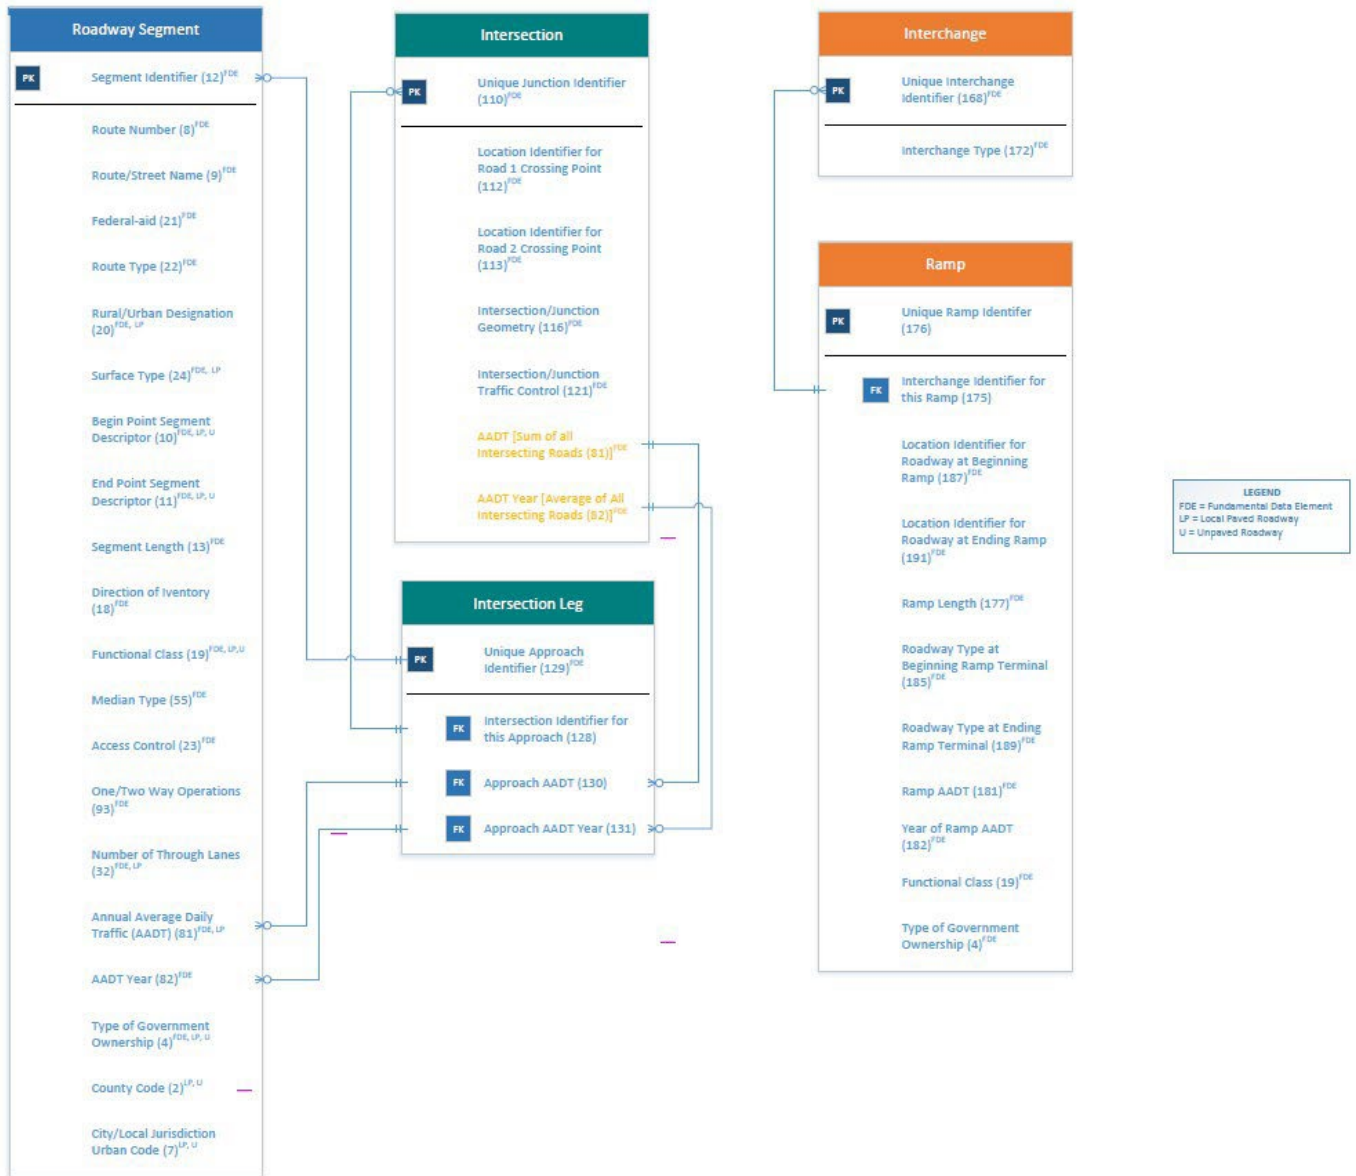 Roadway Segment
PK
Segment Identifier (12)FDE
Route Number (8)FDE
Route/Street Name (9)FDE
Federal-aid (21)FDE
Route Type (22)FDE
Rural/Urban Designation
(20)FDE, LP
Surface Type (24)FDE, LP
Begin Point Segment
Descriptor (10)FDE, LP, U
End Point Segment
Descriptor (11)FDE, LP, U
Segment Length (13)FDE
Direction of Iventory
(18)FDE
Functional Class (19)FDE, LP,U
Median Type (55)FDE
Access Control (23)FDE
One/Two Way Operations
(93)FDE
Number of Through Lanes
(32)FDE, LP
Annual Average Daily
Traffic (AADT) (81)FDE, LP
AADT Year (82)FDE
Type of Government
Ownership (4)FDE, LP, U
County Code (2)LP, U
City/Local Jurisdiction
Urban Code (7)LP, U
Intersection
PK
Unique Junction Identifier
(110)FDE
Location Identifier for
Road 1 Crossing Point
(112)FDE
Location Identifier for
Road 2 Crossing Point
(113)FDE
Intersection/Junction
Geometry (116)FDE
Intersection/Junction
Traffic Control (121)FDE
AADT [Sum of all
Intersecting Roads (81)]FDE
AADT Year [Average of All
Intersecting Roads (82)]FDE
Intersection Leg
PK
Unique Approach
Identifier (129)FDE
FK
Intersection Identifier for
this Approach (128)
FK
Approach AADT (130)
FK
Approach AADT Year (131)
Interchange
PK
Unique Interchange
Identifier (168)FDE
Interchange Type (172)FDE
Ramp
PK
Unique Ramp Identifer
(176)
FK
Interchange Identifier for
this Ramp (175)
Location Identifier for
Roadway at Beginning
Ramp (187)FDE
Location Identifier for
Roadway at Ending Ramp
(191)FDE
Ramp Length (177)FDE
Roadway Type at
Beginning Ramp Terminal
(185)FDE
Roadway Type at Ending
Ramp Terminal (189)FDE
Ramp AADT (181)FDE
Year of Ramp AADT
(182)FDE
Functional Class (19)FDE
Type of Government
Ownership (4)FDE
LEGEND
FDE = Fundamental Data Element
LP = Local Paved Roadway
U = Unpaved Roadway